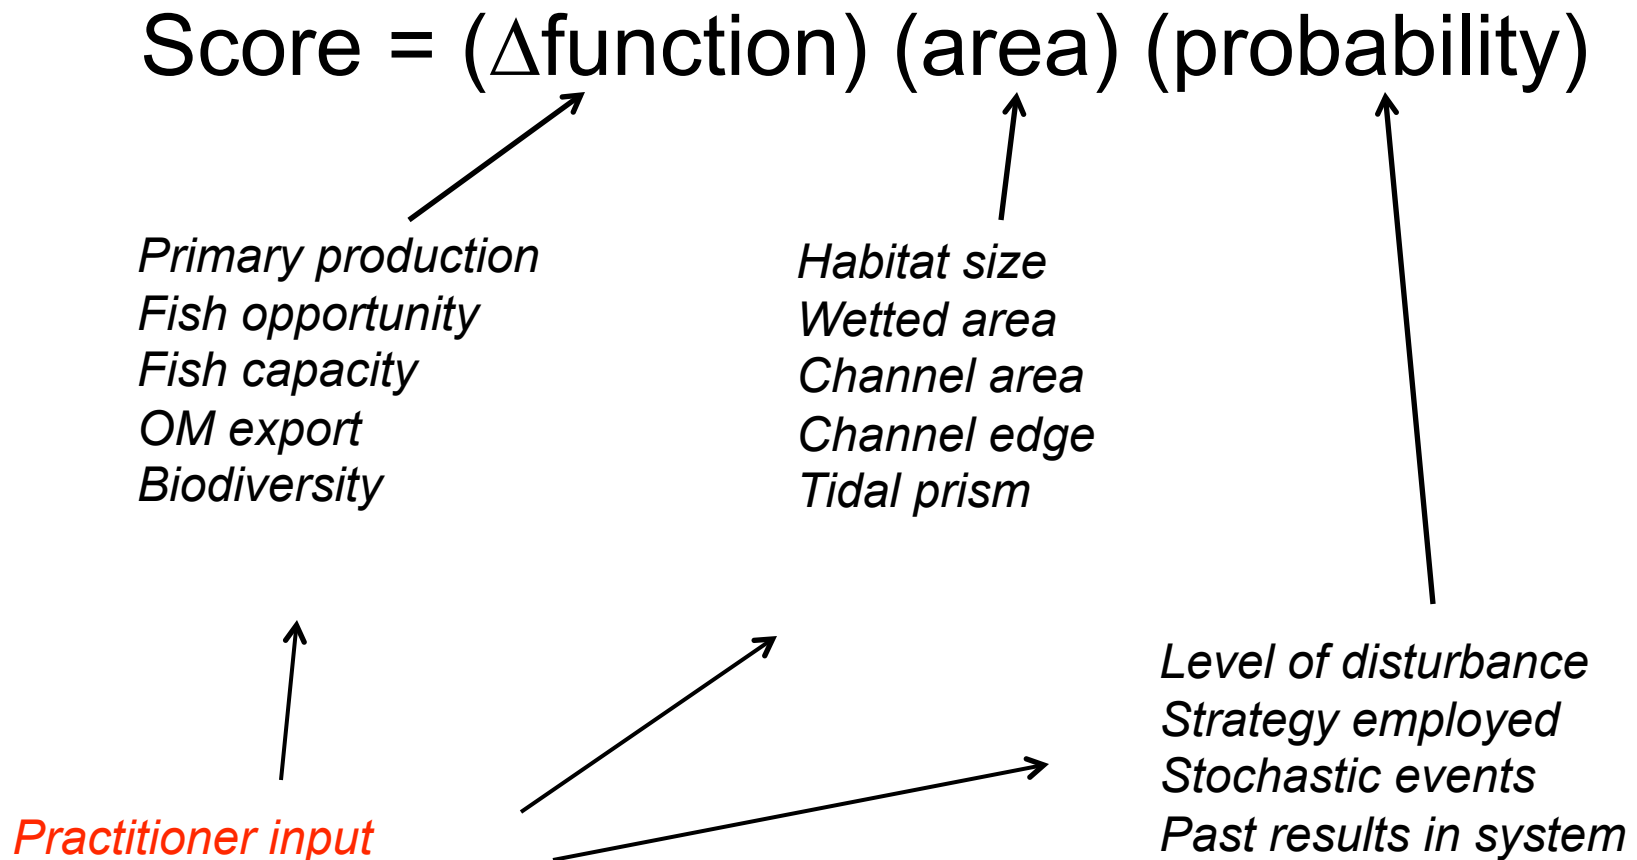 Score = (Δfunction) (area) (probability)
Primary production
Fish opportunity
Fish capacity
OM export
Biodiversity
Habitat size
Wetted area
Channel area
Channel edge
Tidal prism
Level of disturbance
Strategy employed
Stochastic events
Past results in system
Practitioner input